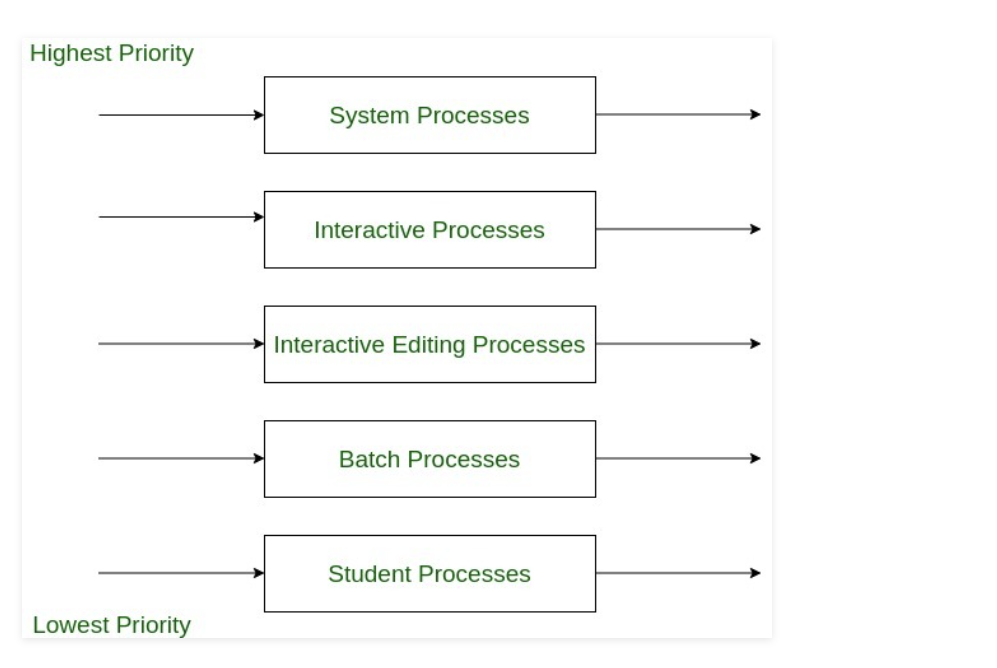 Highest Priority
System Processes
Interactive Processes
Interactive Editing Processes
Batch Processes
Student Processes
Lowest Priority